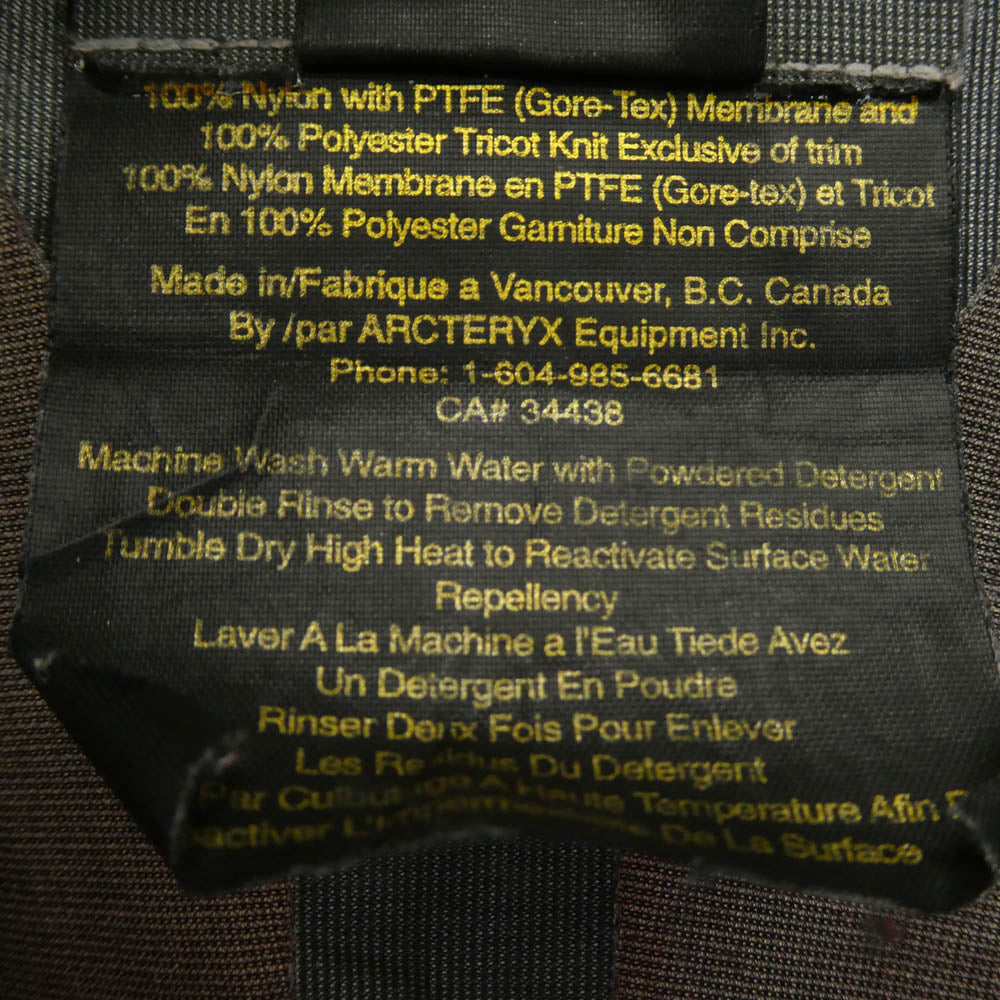 100% Nylon with PTFE (Gore-Tex) Membrane and
100% Polyester Tricot Knit Exclusive of trim
100% Nylon Membrane en PTFE (Gore-tex) et Tricot
En 100% Polyester Garniture Non Comprise
Made in/Fabrique a Vancouver, B.C. Canada
By /par ARCTERYX Equipment Inc.
Phone: 1-604-985-6681
CA# 34438
Machine Wash Warm Water with Powdered Detergent
Double Rinse to Remove Detergent Residues
Tumble Dry High Heat to Reactivate Surface Water
Repellency
Laver A La Machine a l'Eau Tiede Avez
Un Detergent En Poudre
Rinser Deux Fois Pour Enlever
Les Residus Du Detergent
Par Culbutage A Haute Temperature Afin
De La Surface